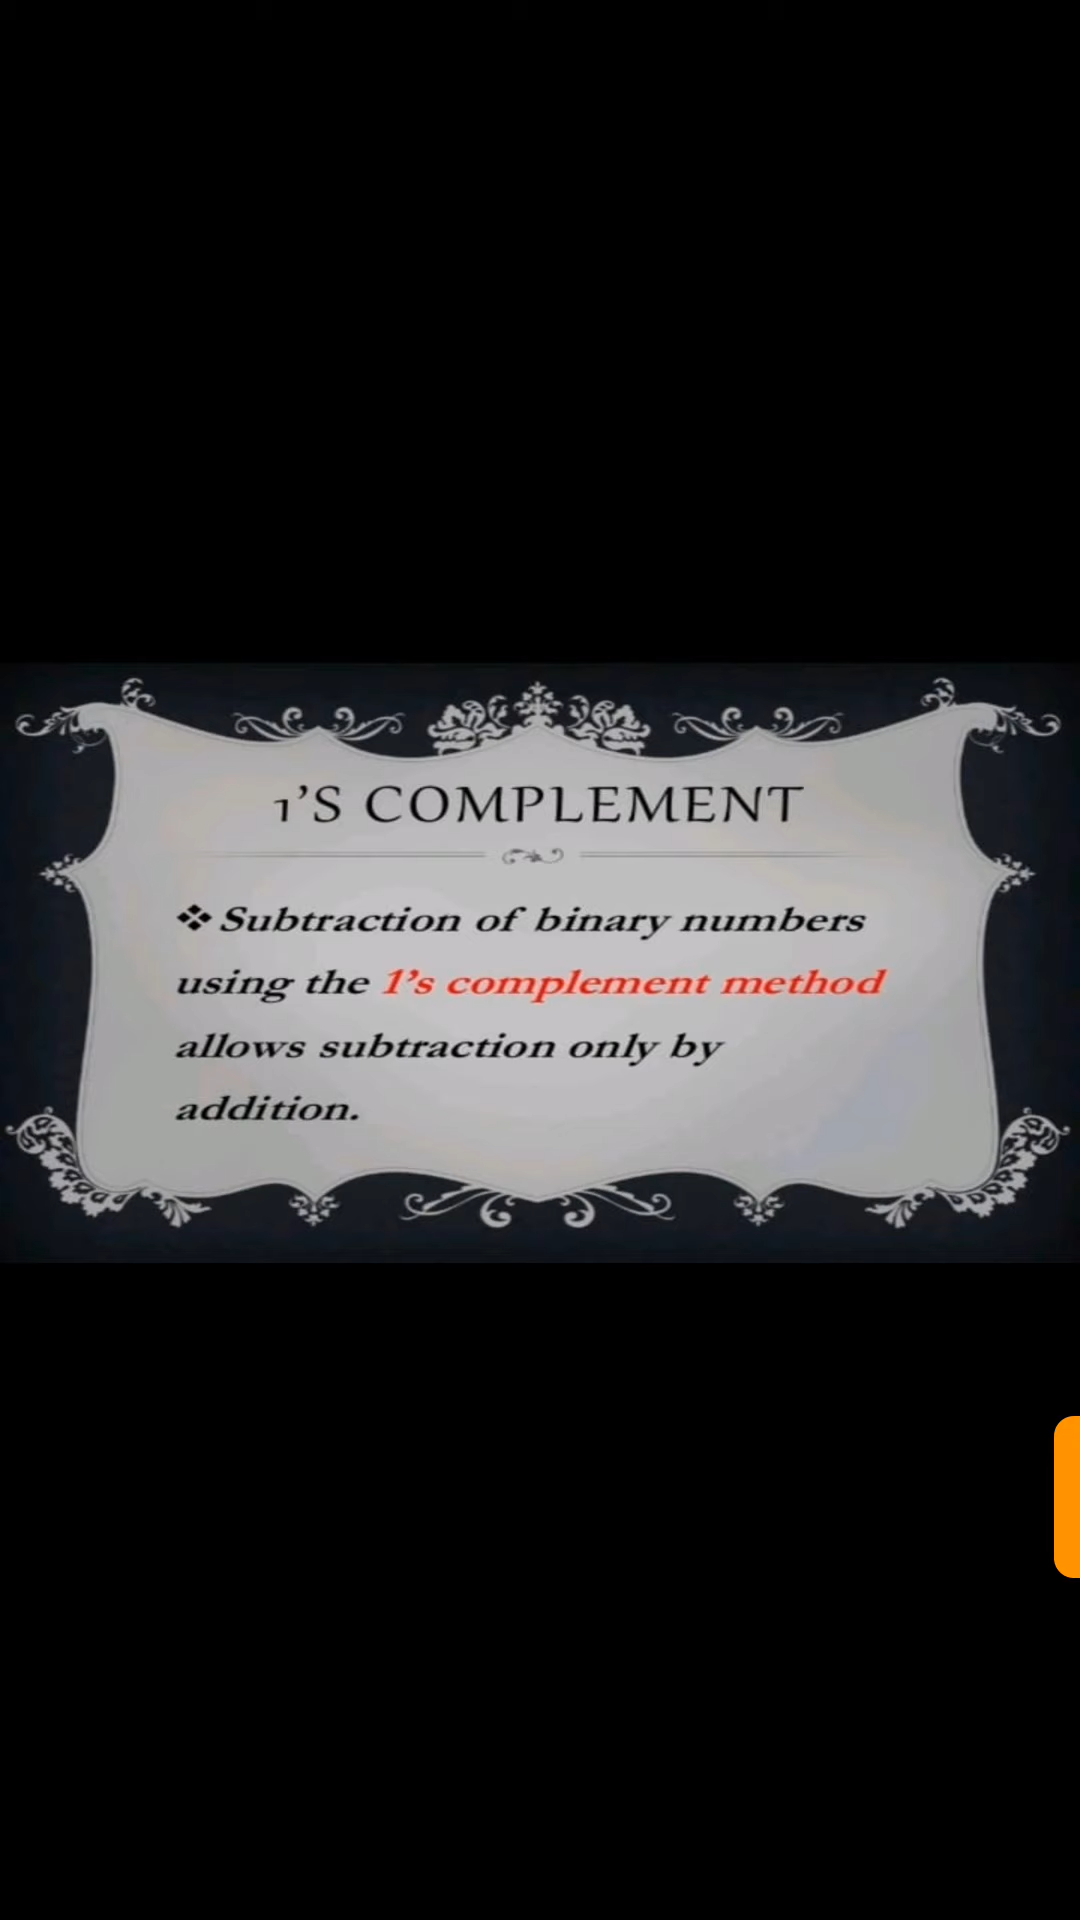 1’S COMPLEMENT
❖ Subtraction of binary numbers
using the 1’s complement method
allows subtraction only by
addition.